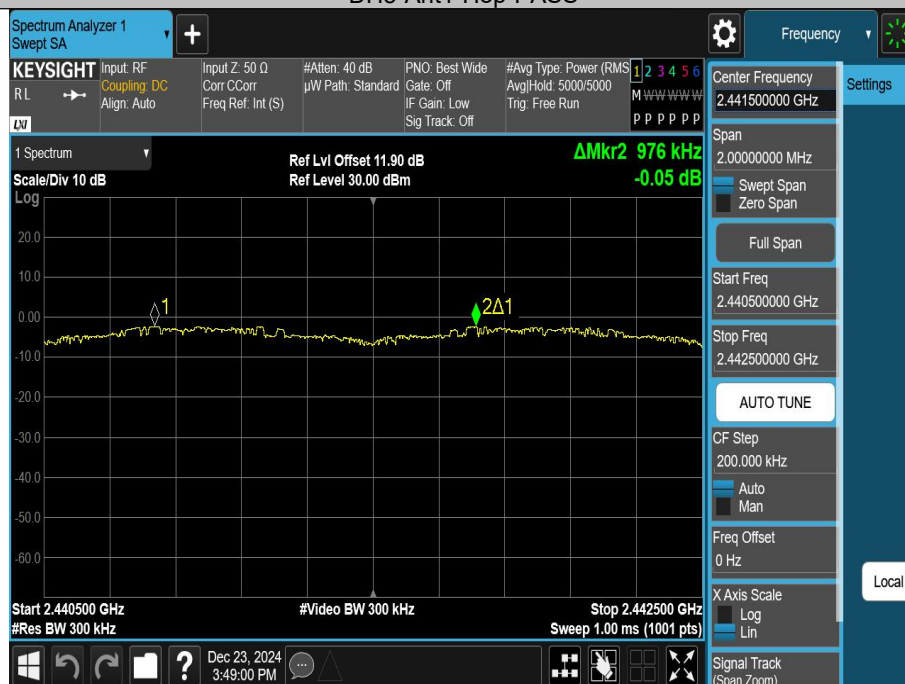 Spectrum Analyzer 1
Swept SA
Frequency
KEYSIGHT
RL
LXI
Input: RF
Coupling: DC
Align: Auto
Input Z: 50 Ω
Corr CCorr
Freq Ref: Int (S)
#Atten: 40 dB
µW Path: Standard
PNO: Best Wide
Gate: Off
IF Gain: Low
Sig Track: Off
#Avg Type: Power (RMS
Avg|Hold: 5000/5000
Trig: Free Run
1 2 3 4 5 6
M W W W W W
P P P P P P
1 Spectrum
Scale/Div 10 dB
Log
Ref Lvl Offset 11.90 dB
Ref Level 30.00 dBm
ΔMkr2 976 kHz
-0.05 dB
20.0
10.0
0.00
-10.0
-20.0
-30.0
-40.0
-50.0
-60.0
1
2Δ1
Start 2.440500 GHz
#Res BW 300 kHz
#Video BW 300 kHz
Stop 2.442500 GHz
Sweep 1.00 ms (1001 pts)
Dec 23, 2024
3:49:00 PM
Center Frequency
2.441500000 GHz
Span
2.00000000 MHz
Swept Span
Zero Span
Full Span
Start Freq
2.440500000 GHz
Stop Freq
2.442500000 GHz
AUTO TUNE
CF Step
200.000 kHz
Auto
Man
Freq Offset
0 Hz
X Axis Scale
Log
Lin
Signal Track
(Span Zoom)
Settings
Local